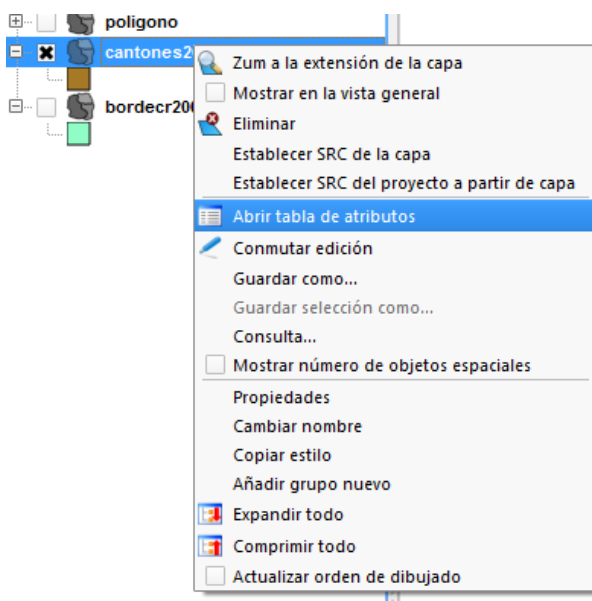 poligono
cantones2
bordecr200
Zum a la extensión de la capa
Mostrar en la vista general
Eliminar
Establecer SRC de la capa
Establecer SRC del proyecto a partir de capa
Abrir tabla de atributos
Conmutar edición
Guardar como...
Guardar selección como...
Consulta...
Mostrar número de objetos espaciales
Propiedades
Cambiar nombre
Copiar estilo
Añadir grupo nuevo
Expandir todo
Comprimir todo
Actualizar orden de dibujado